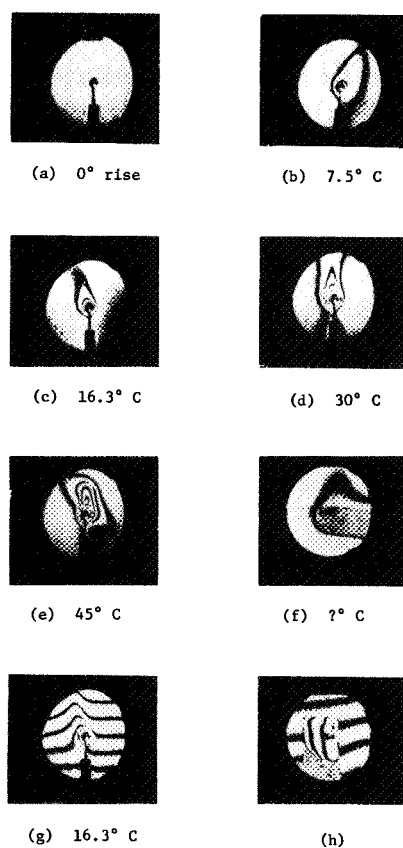 (a) 0° rise
(b) 7.5° C
(c) 16.3° C
(d) 30° C
(e) 45° C
(f) ?° C
(g) 16.3° C
(h)